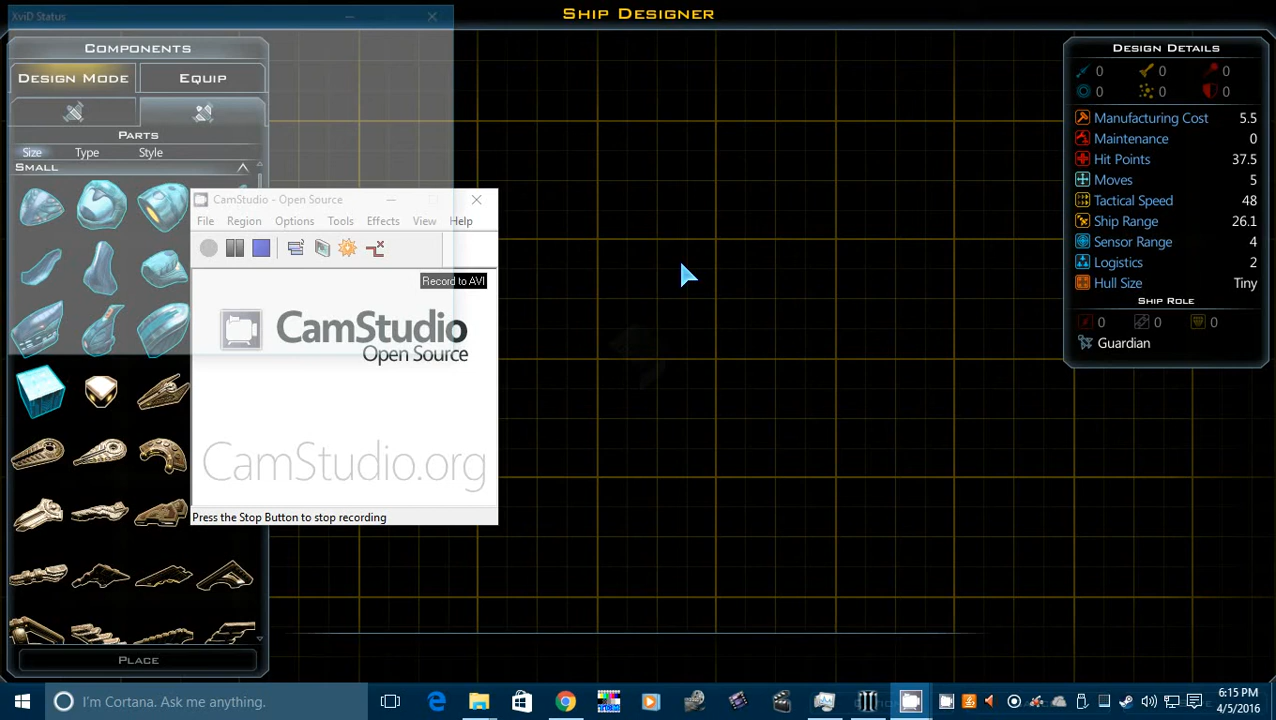 XviD Status
SHIP DESIGNER
COMPONENTS
DESIGN MODE
EQUIP
PARTS
Size
Type
Style
SMALL
CamStudio - Open Source
File
Region
Options
Tools
Effects
View
Help
Record to AVI
CamStudio
Open Source
CamStudio.org
Press the Stop Button to stop recording
PLACE
DESIGN DETAILS
0 0 0
0 0 0
Manufacturing Cost 5.5
Maintenance 0
Hit Points 37.5
Moves 5
Tactical Speed 48
Ship Range 26.1
Sensor Range 4
Logistics 2
Hull Size Tiny
SHIP ROLE
0 0 0
Guardian
I'm Cortana. Ask me anything.
6:15 PM
4/5/2016